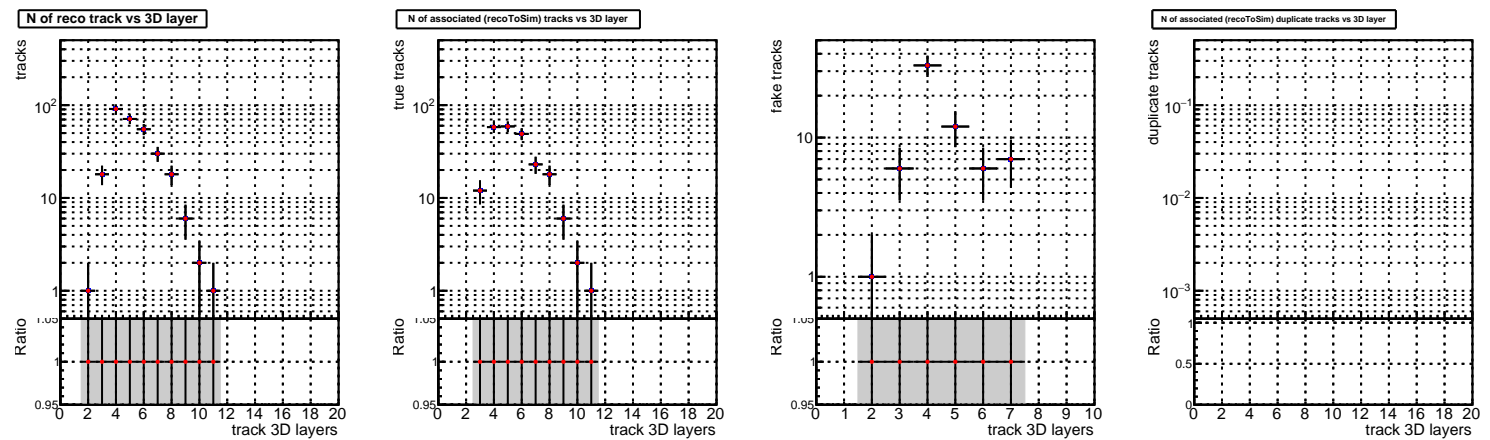 N of reco track vs 3D layer
tracks
10²
10
1
Ratio
1.05
1
0.95
0 2 4 6 8 10 12 14 16 18 20
track 3D layers
N of associated (recoToSim) tracks vs 3D layer
true tracks
10²
10
1
Ratio
1.05
1
0.95
0 2 4 6 8 10 12 14 16 18 20
track 3D layers
fake tracks
10
1
Ratio
1.05
1
0.95
0 1 2 3 4 5 6 7 8 9 10
track 3D layers
N of associated (recoToSim) duplicate tracks vs 3D layer
duplicate tracks
10⁻¹
10⁻²
10⁻³
Ratio
1
0.5
0
0 2 4 6 8 10 12 14 16 18 20
track 3D layers